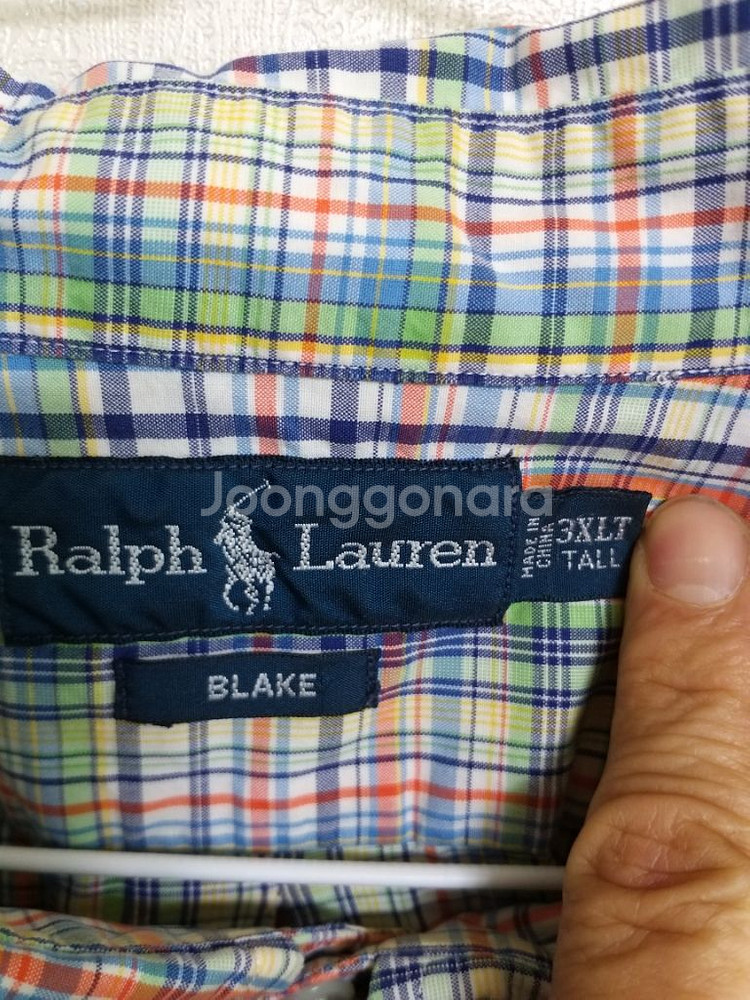 Joonggonara
Ralph Lauren
MADE IN
CHINA
3XLT
TALL
BLAKE